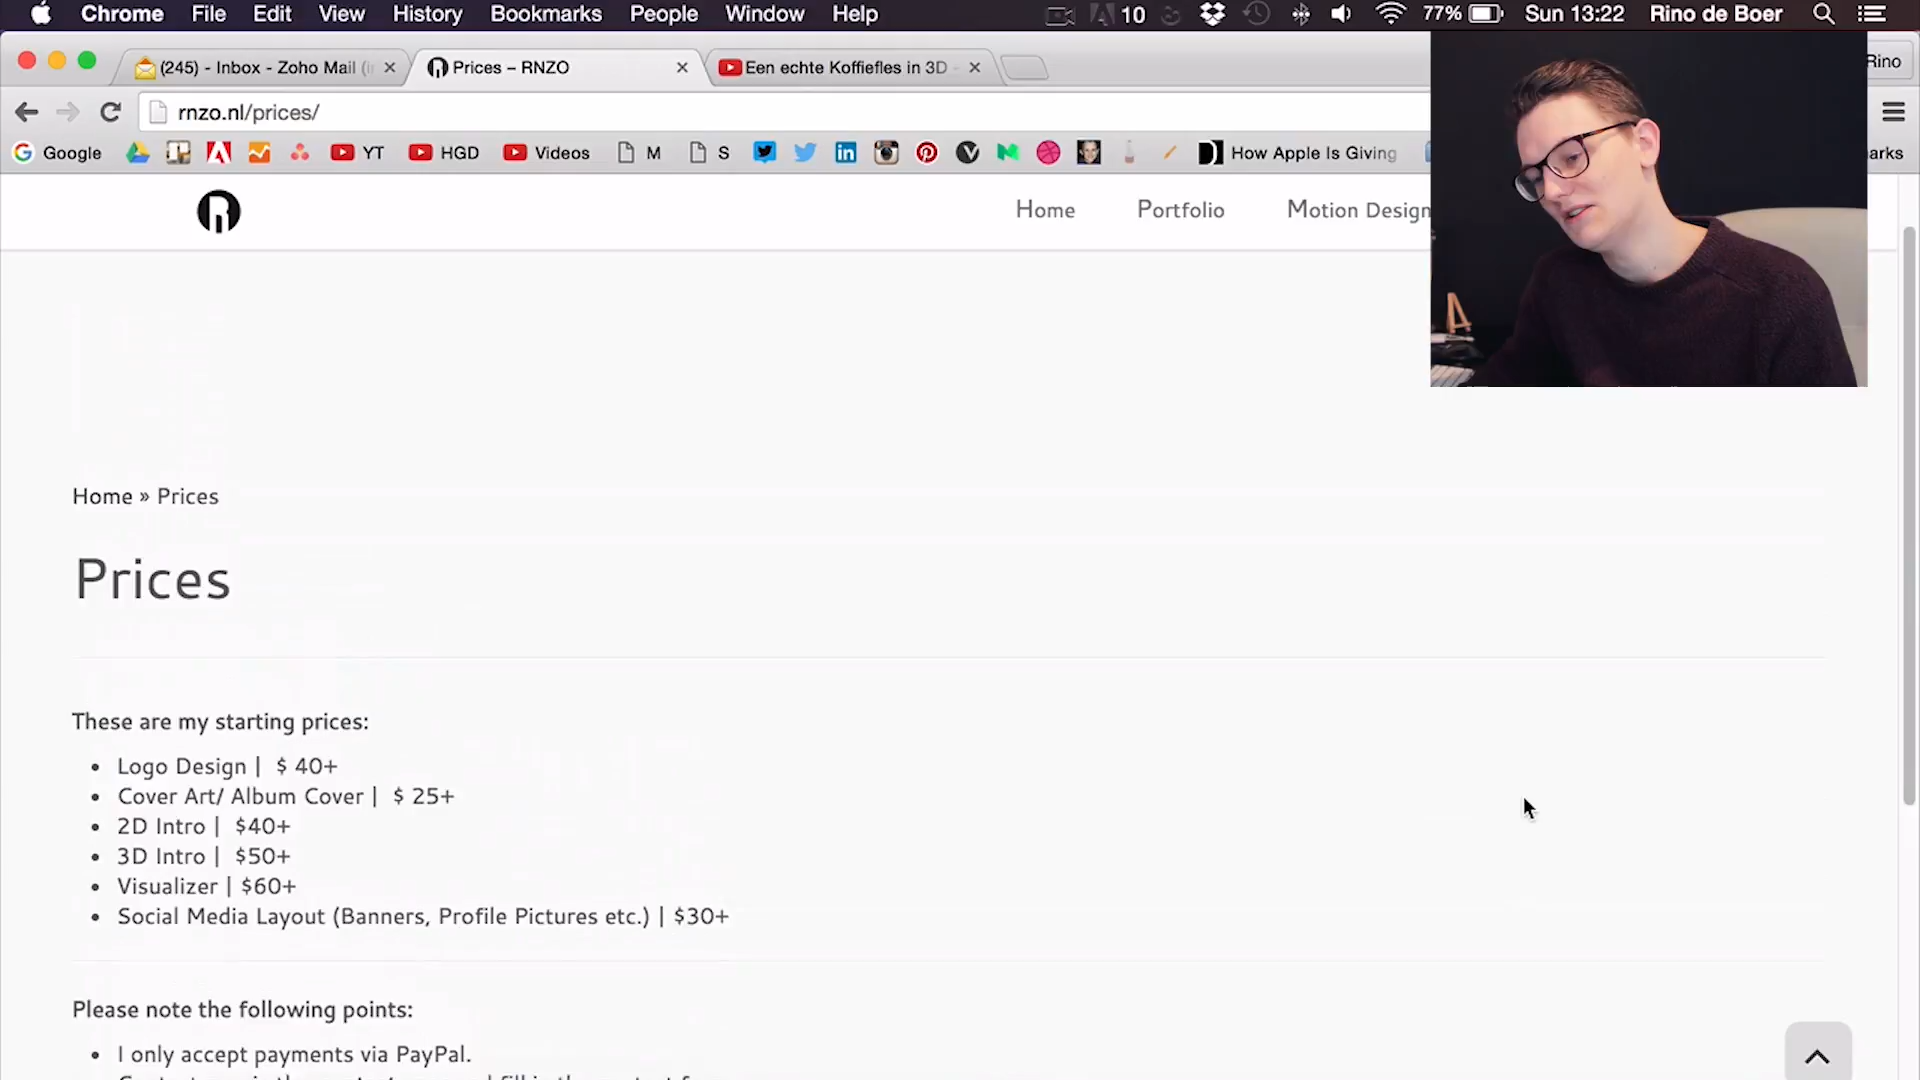 Chrome File Edit View History Bookmarks People Window Help 10 77% Sun 13:22 Rino de Boer
(245) - Inbox - Zoho Mail (i Prices – RNZO Een echte Koffiefles in 3D - Rino
rnzo.nl/prices/
Google YT HGD Videos M S How Apple Is Giving arks
Home Portfolio Motion Design
Home » Prices
Prices
These are my starting prices:
• Logo Design | $ 40+
• Cover Art/ Album Cover | $ 25+
• 2D Intro | $40+
• 3D Intro | $50+
• Visualizer | $60+
• Social Media Layout (Banners, Profile Pictures etc.) | $30+
Please note the following points:
• I only accept payments via PayPal.